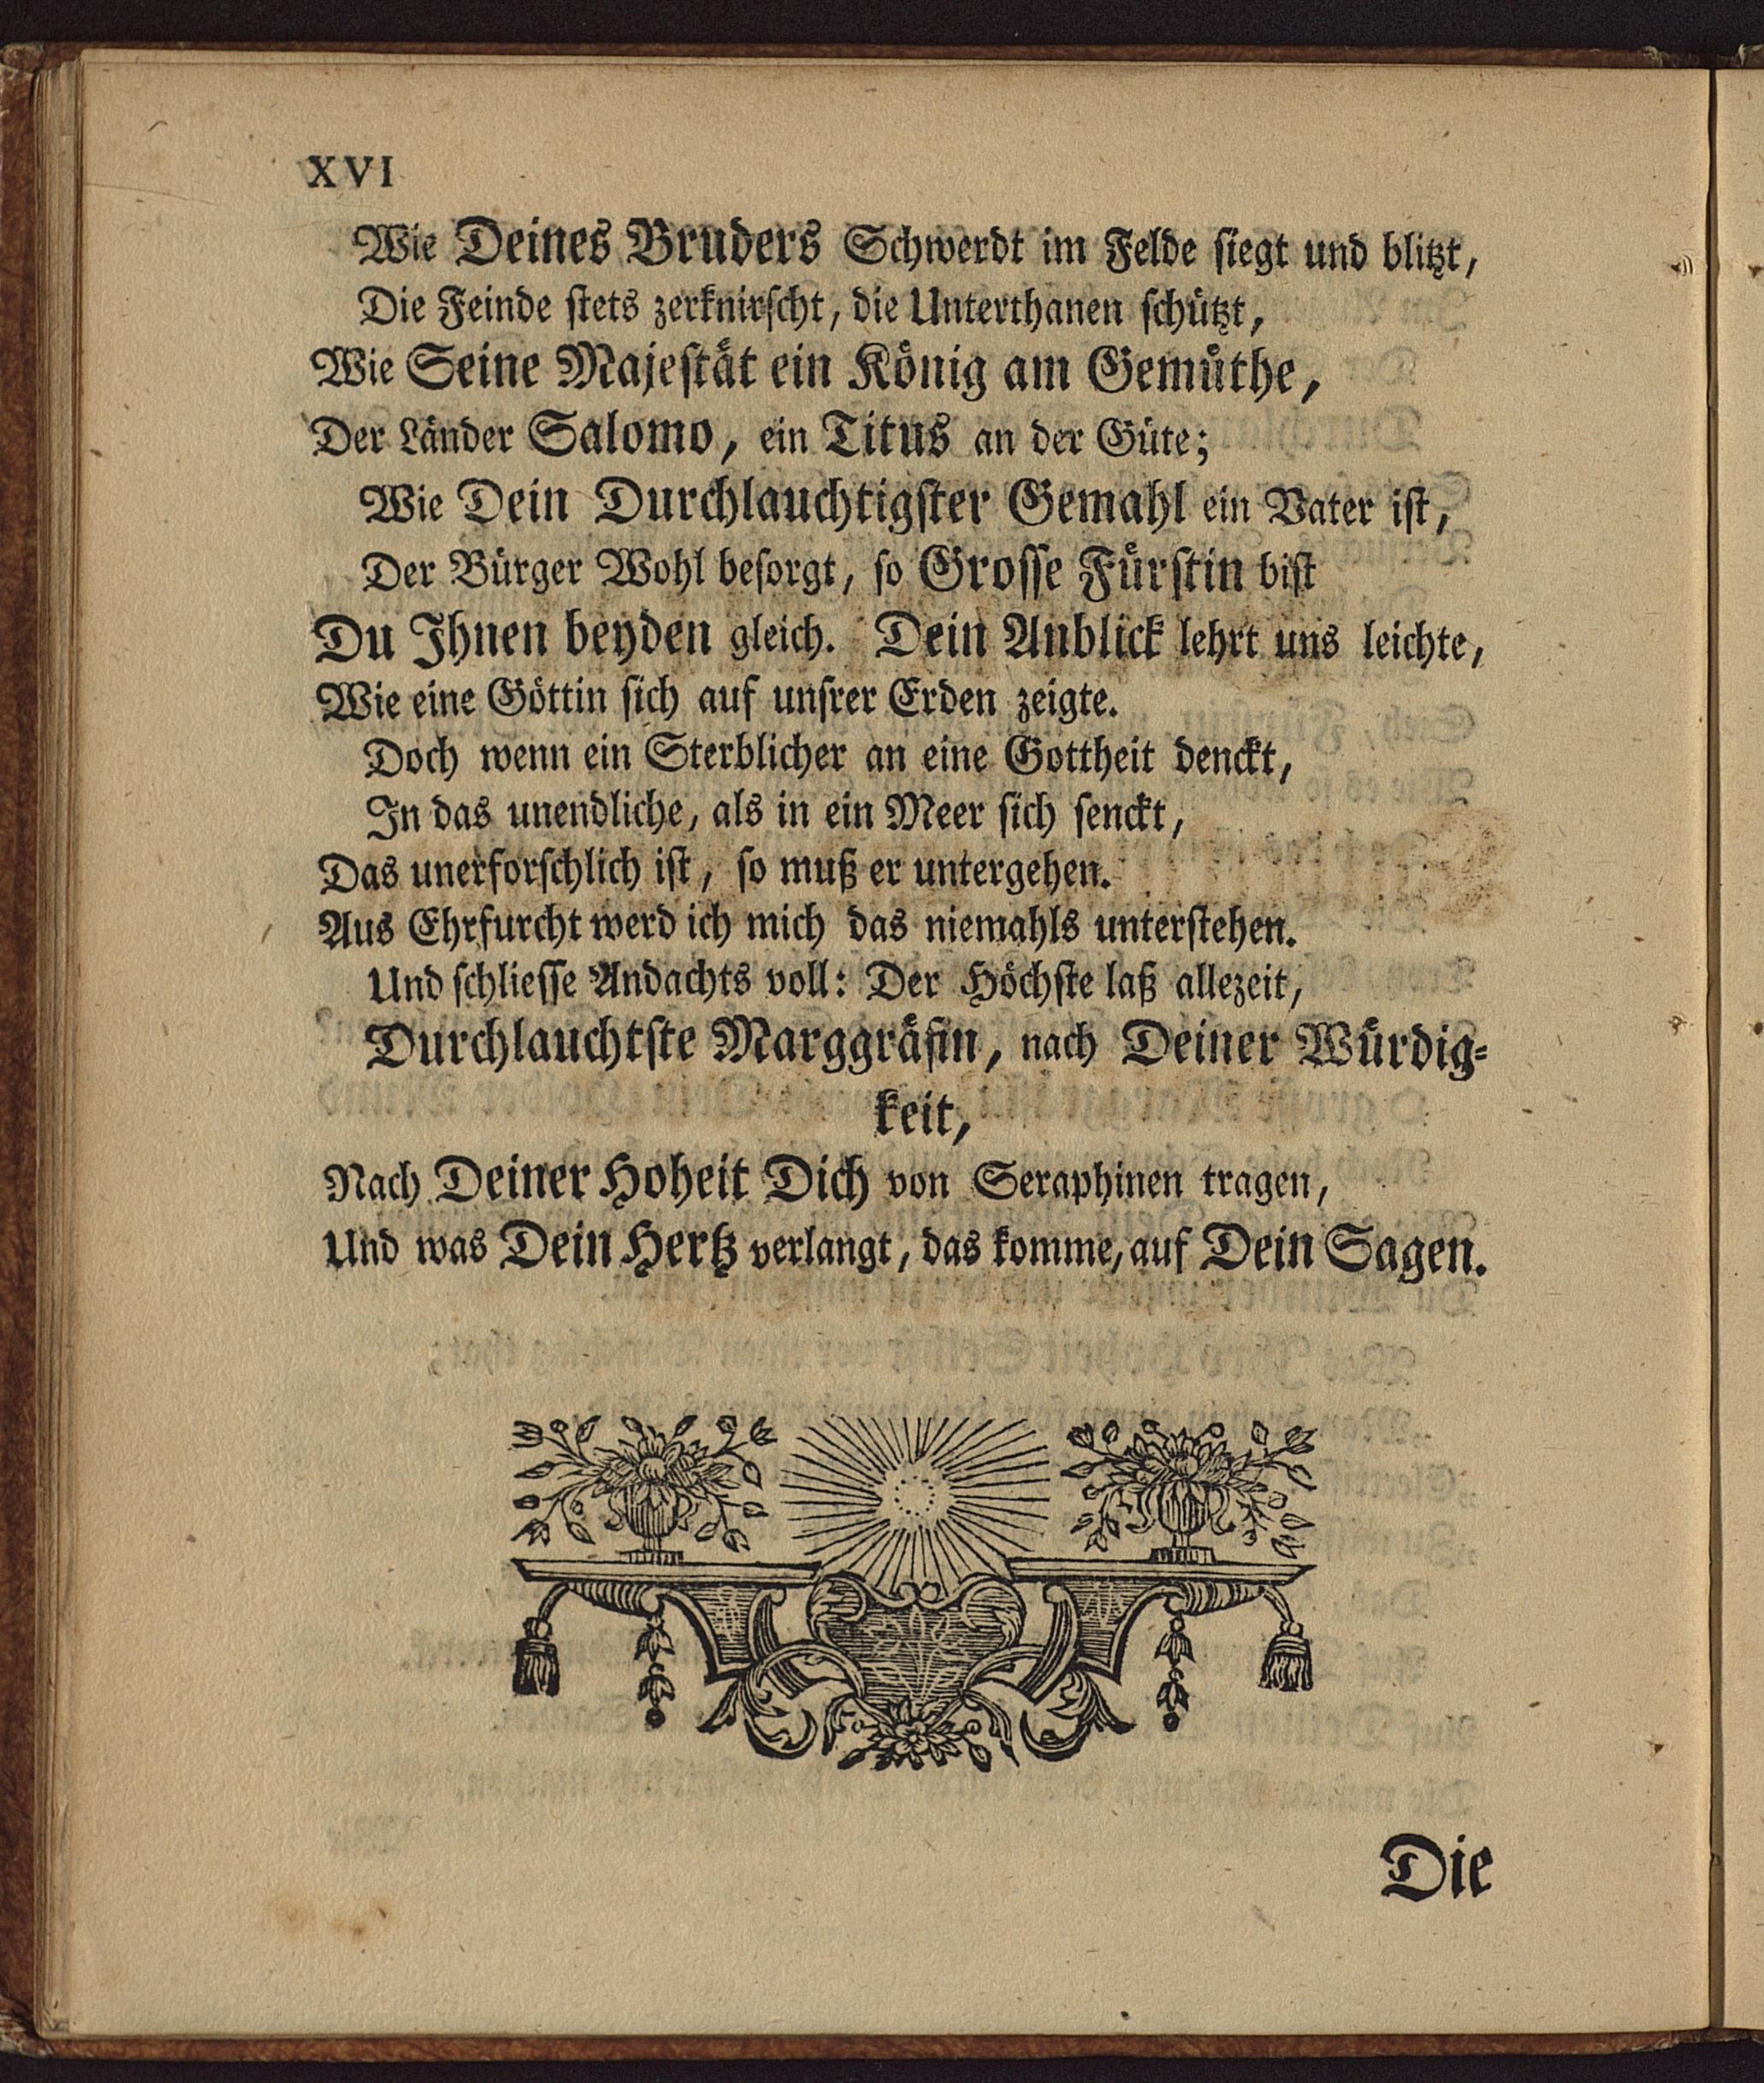 XVI
Wie Deines Bruders Schwerdt im Felde siegt und blitzt,
Die Feinde stets zerknirscht, die Unterthanen schützt,
Wie Seine Majestät ein König am Gemüthe,
Der Länder Salomo, ein Titus an der Güte;
Wie Dein Durchlauchtigster Gemahl ein Vater ist,
Der Bürger Wohl besorgt, so Grosse Fürstin bist
Du Ihnen beyden gleich. Dein Anblick lehrt uns leichte,
Wie eine Göttin sich auf unsrer Erden zeigte.
Doch wenn ein Sterblicher an eine Gottheit denckt,
In das unendliche, als in ein Meer sich senckt,
Das unerforschlich ist, so muß er untergehen.
Aus Ehrfurcht werd ich mich das niemahls unterstehen.
Und schliesse Andachts voll: Der Höchste laß allezeit,
Durchlauchtste Marggräfin, nach Deiner Würdig-
keit,
Nach Deiner Hoheit Dich von Seraphinen tragen,
Und was Dein Hertz verlangt, das komme, auf Dein Sagen.
Die